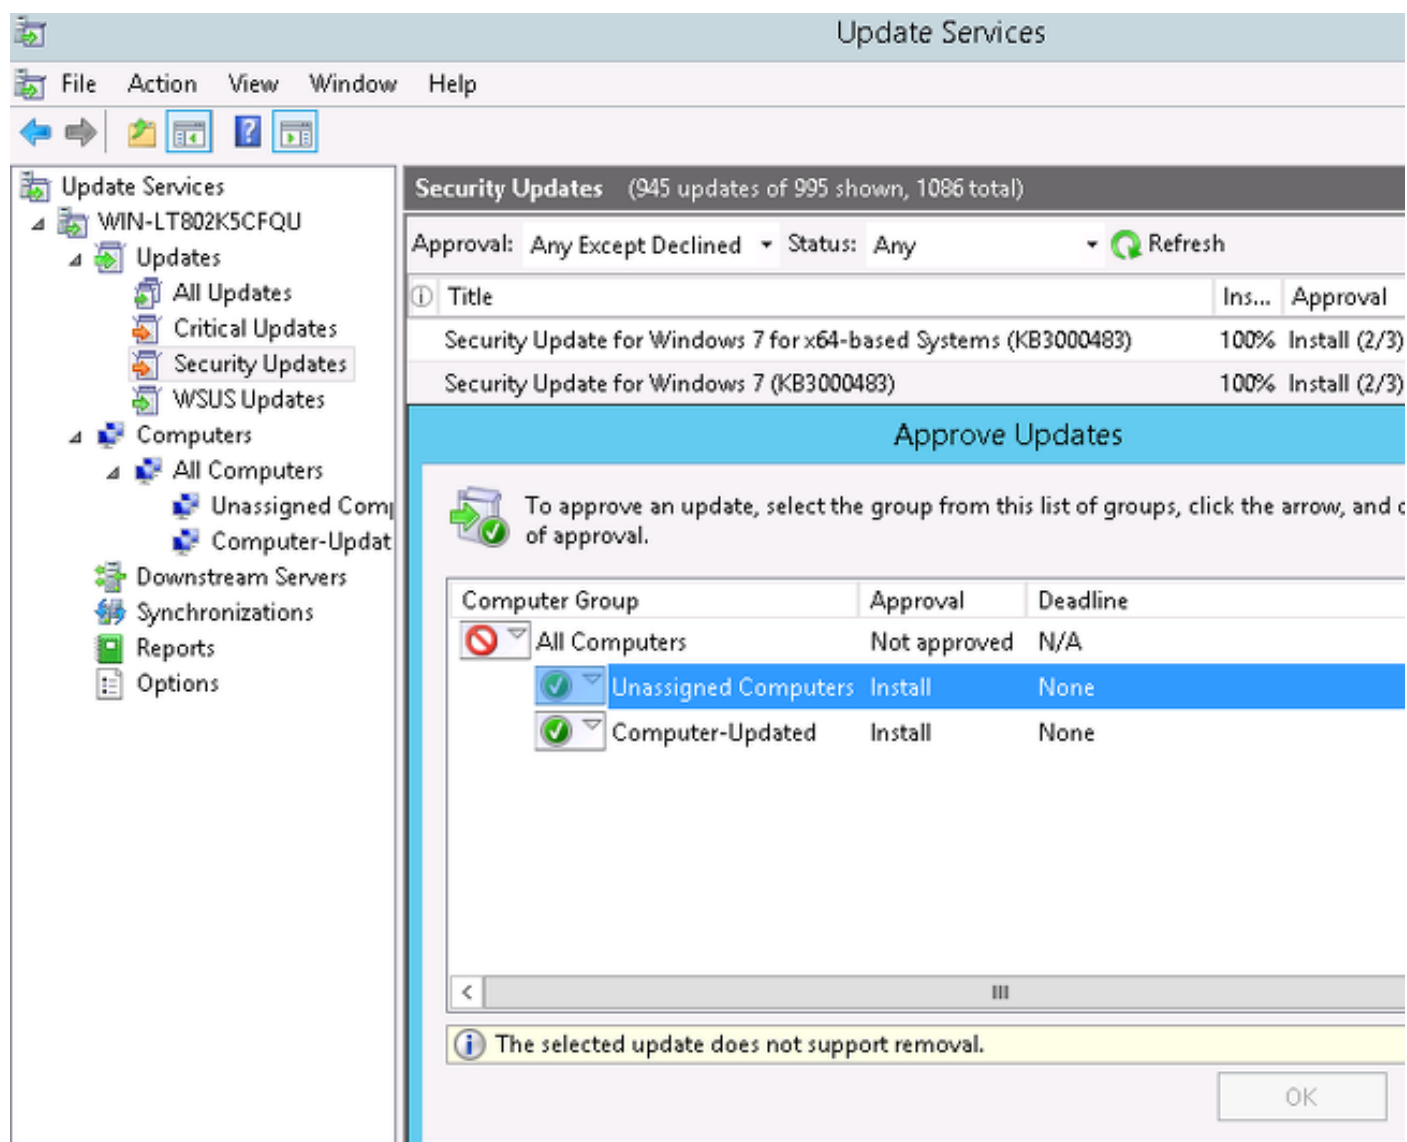 Update Services
File Action View Window Help
Update Services
WIN-LT802K5CFQU
Updates
All Updates
Critical Updates
Security Updates
WSUS Updates
Computers
All Computers
Unassigned Comp
Computer-Updat
Downstream Servers
Synchronizations
Reports
Options
Security Updates (945 updates of 995 shown, 1086 total)
Approval: Any Except Declined Status: Any Refresh
Title Ins... Approval
Security Update for Windows 7 for x64-based Systems (KB3000483) 100% Install (2/3)
Security Update for Windows 7 (KB3000483) 100% Install (2/3)
Approve Updates
To approve an update, select the group from this list of groups, click the arrow, and
of approval.
Computer Group Approval Deadline
All Computers Not approved N/A
Unassigned Computers Install None
Computer-Updated Install None
The selected update does not support removal.
OK